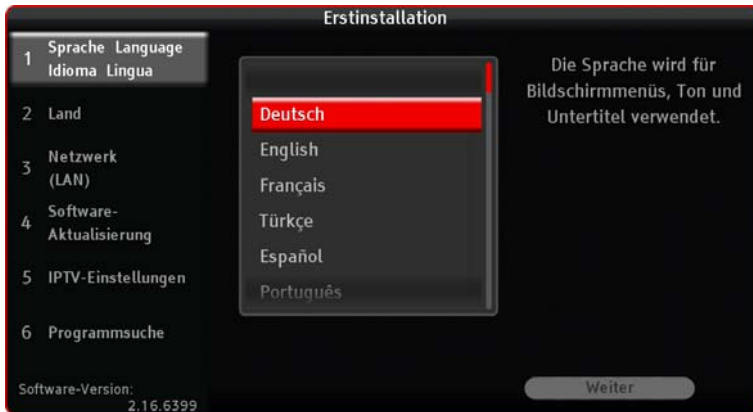 Erstinstallation
1 Sprache Language
Idioma Lingua
2 Land
3 Netzwerk
(LAN)
4 Software-
Aktualisierung
5 IPTV-Einstellungen
6 Programmsuche
Software-Version:
2.16.6399
Deutsch
English
Français
Türkçe
Español
Português
Die Sprache wird für
Bildschirmmenüs, Ton und
Untertitel verwendet.
Weiter